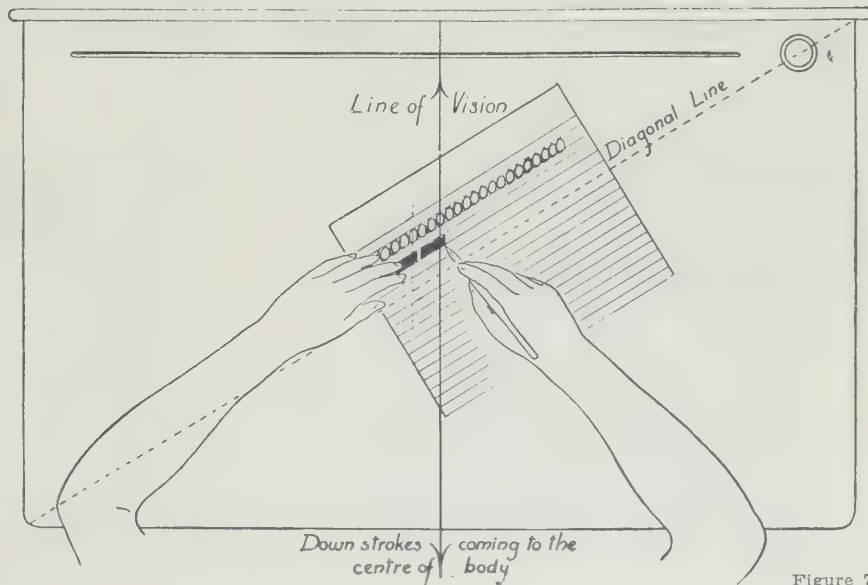 Line of Vision
Diagonal Line
Down strokes coming to the
centre of body
Figure